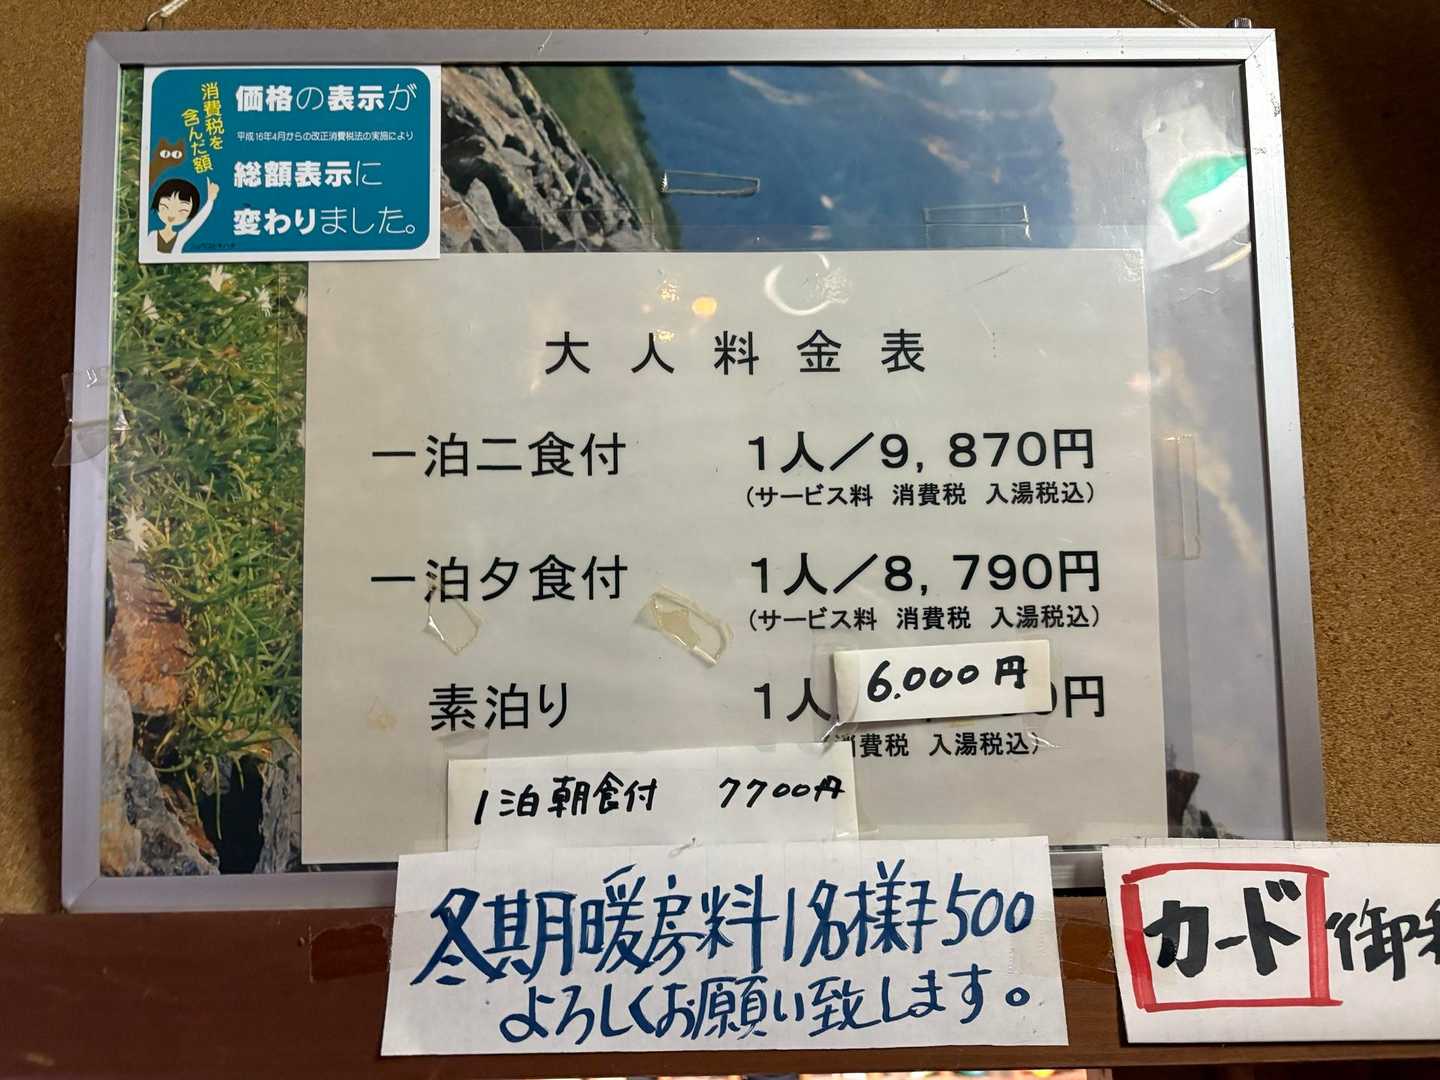 消費税を
含んだ額
価格の表示が
平成16年4月からの改正消費税法の実施により
総額表示に
変わりました。
大人料金表
一泊二食付 1人／9,870円
(サービス料 消費税 入湯税込)
一泊夕食付 1人／8,790円
(サービス料 消費税 入湯税込)
素泊り 1人 6.000円 0円
消費税 入湯税込)
1泊朝食付 7700円
冬期暖房料1名様¥500
よろしくお願い致します。
カード御